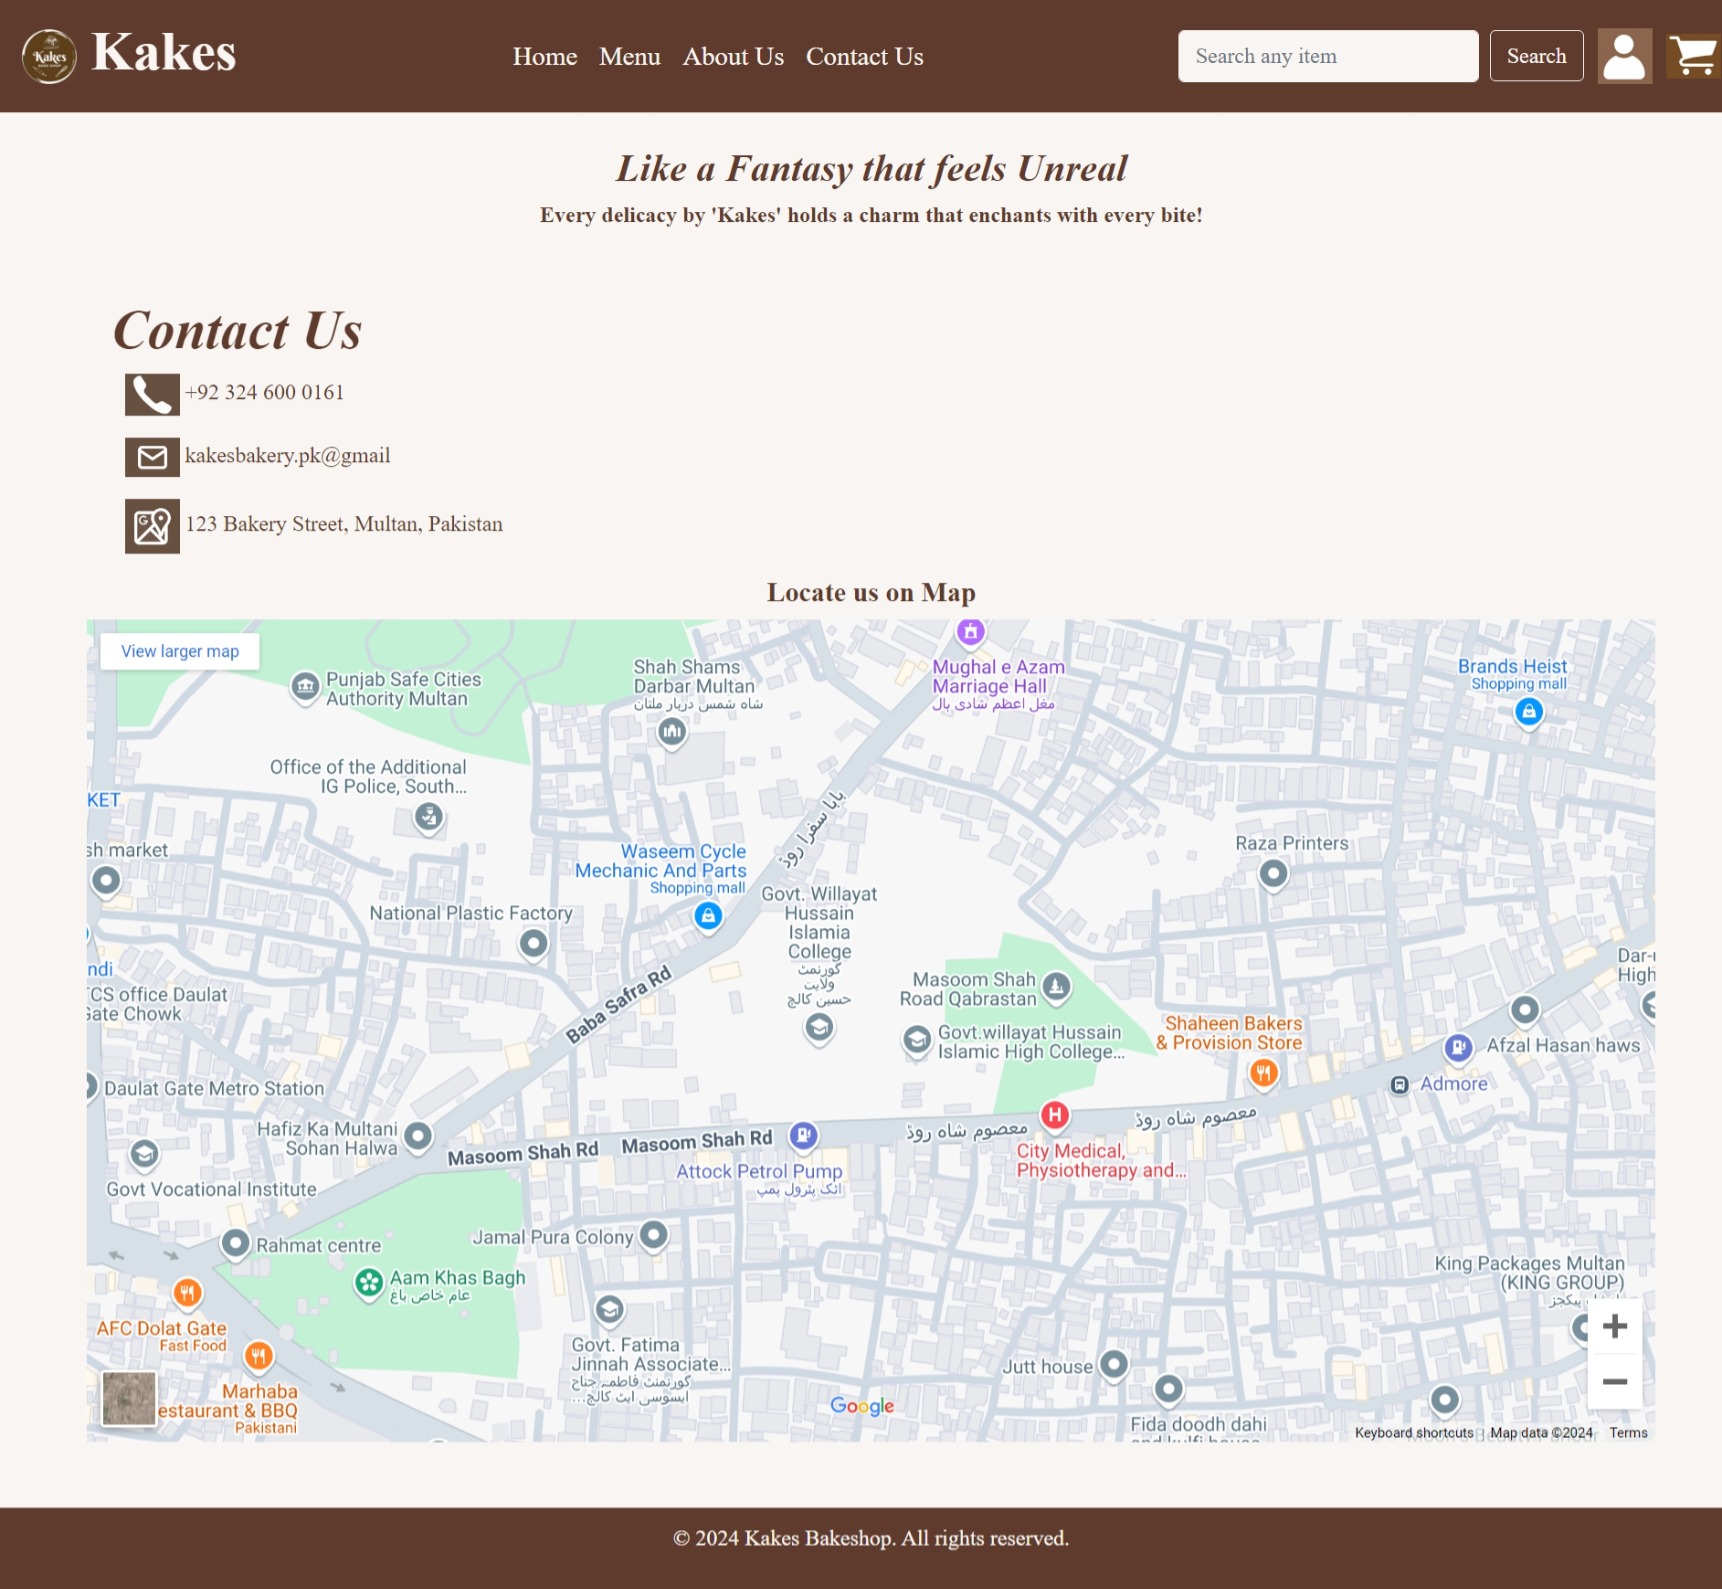 Kakes
Kakes
Home Menu About Us Contact Us
Search any item
Search
Like a Fantasy that feels Unreal
Every delicacy by 'Kakes' holds a charm that enchants with every bite!
Contact Us
+92 324 600 0161
kakesbakery.pk@gmail
123 Bakery Street, Multan, Pakistan
Locate us on Map
View larger map
Punjab Safe Cities
Authority Multan
Shah Shams
Darbar Multan
شاه شمس دربار ملتان
Mughal e Azam
Marriage Hall
مغل اعظم شادی ہال
Brands Heist
Shopping mall
Office of the Additional
IG Police, South...
KET
sh market
بابا سفرا روڈ
Waseem Cycle
Mechanic And Parts
Shopping mall
Raza Printers
National Plastic Factory
Govt. Willayat
Hussain
Islamia
College
گورنمنٹ
ولایت
حسین کالج
ndi
TCS office Daulat
Gate Chowk
Baba Safra Rd
Masoom Shah
Road Qabrastan
Govt.willayat Hussain
Islamic High College...
Shaheen Bakers
& Provision Store
Dar-
High
Afzal Hasan haws
Admore
Daulat Gate Metro Station
Hafiz Ka Multani
Sohan Halwa
Masoom Shah Rd
Masoom Shah Rd
معصوم شاہ روڈ
معصوم شاہ روڈ
Attock Petrol Pump
اٹک پٹرول پمپ
City Medical,
Physiotherapy and...
Govt Vocational Institute
Rahmat centre
Jamal Pura Colony
Aam Khas Bagh
عام خاص باغ
King Packages Multan
(KING GROUP)
پیکجز
AFC Dolat Gate
Fast Food
Govt. Fatima
Jinnah Associate...
گورنمنٹ فاطمہ جناح
ایسوسی ایٹ کالج...
Jutt house
Marhaba
estaurant & BBQ
Pakistani
Google
Fida doodh dahi
and kulfi house
Keyboard shortcuts
Map data ©2024
Terms
© 2024 Kakes Bakeshop. All rights reserved.